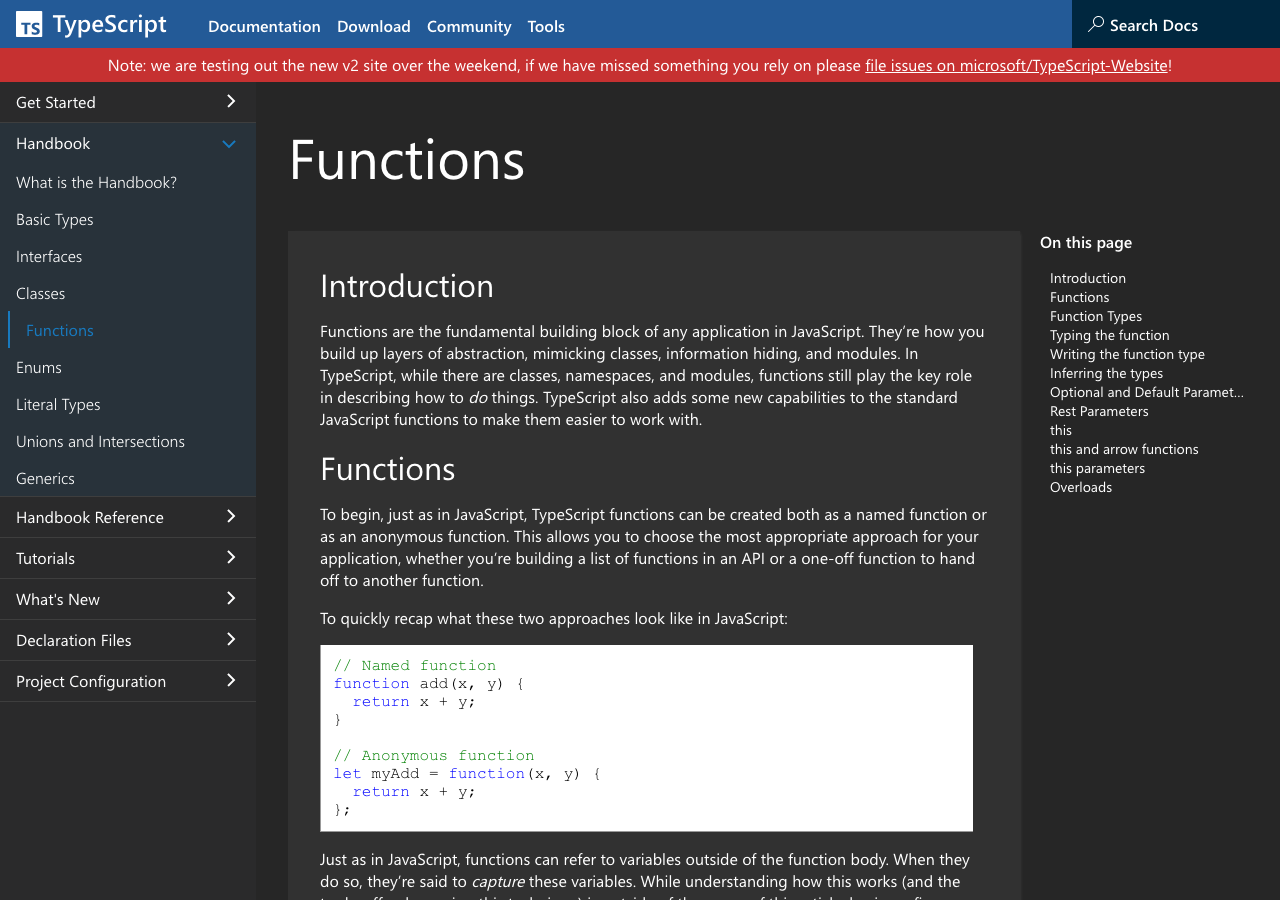 TS TypeScript
Documentation Download Community Tools
Search Docs
Note: we are testing out the new v2 site over the weekend, if we have missed something you rely on please file issues on microsoft/TypeScript-Website!
Get Started
Handbook
What is the Handbook?
Basic Types
Interfaces
Classes
Functions
Enums
Literal Types
Unions and Intersections
Generics
Handbook Reference
Tutorials
What's New
Declaration Files
Project Configuration
Functions
Introduction
Functions are the fundamental building block of any application in JavaScript. They’re how you
build up layers of abstraction, mimicking classes, information hiding, and modules. In
TypeScript, while there are classes, namespaces, and modules, functions still play the key role
in describing how to do things. TypeScript also adds some new capabilities to the standard
JavaScript functions to make them easier to work with.
Functions
To begin, just as in JavaScript, TypeScript functions can be created both as a named function or
as an anonymous function. This allows you to choose the most appropriate approach for your
application, whether you’re building a list of functions in an API or a one-off function to hand
off to another function.
To quickly recap what these two approaches look like in JavaScript:
// Named function
function add(x, y) {
  return x + y;
}
// Anonymous function
let myAdd = function(x, y) {
  return x + y;
};
Just as in JavaScript, functions can refer to variables outside of the function body. When they
do so, they’re said to capture these variables. While understanding how this works (and the
On this page
Introduction
Functions
Function Types
Typing the function
Writing the function type
Inferring the types
Optional and Default Paramet...
Rest Parameters
this
this and arrow functions
this parameters
Overloads